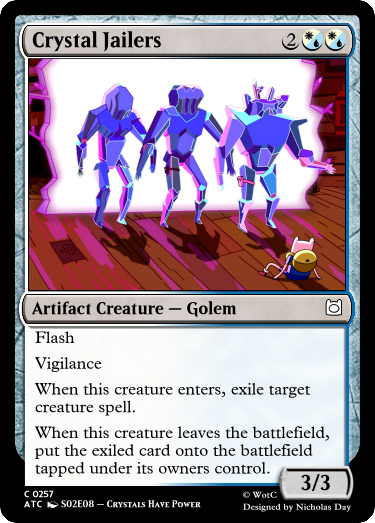 Crystal Jailers 2
Artifact Creature — Golem
Flash
Vigilance
When this creature enters, exile target
creature spell.
When this creature leaves the battlefield,
put the exiled card onto the battlefield
tapped under its owners control.
3/3
C 0257
ATC S02E08 — Crystals Have Power
© WotC
Designed by Nicholas Day